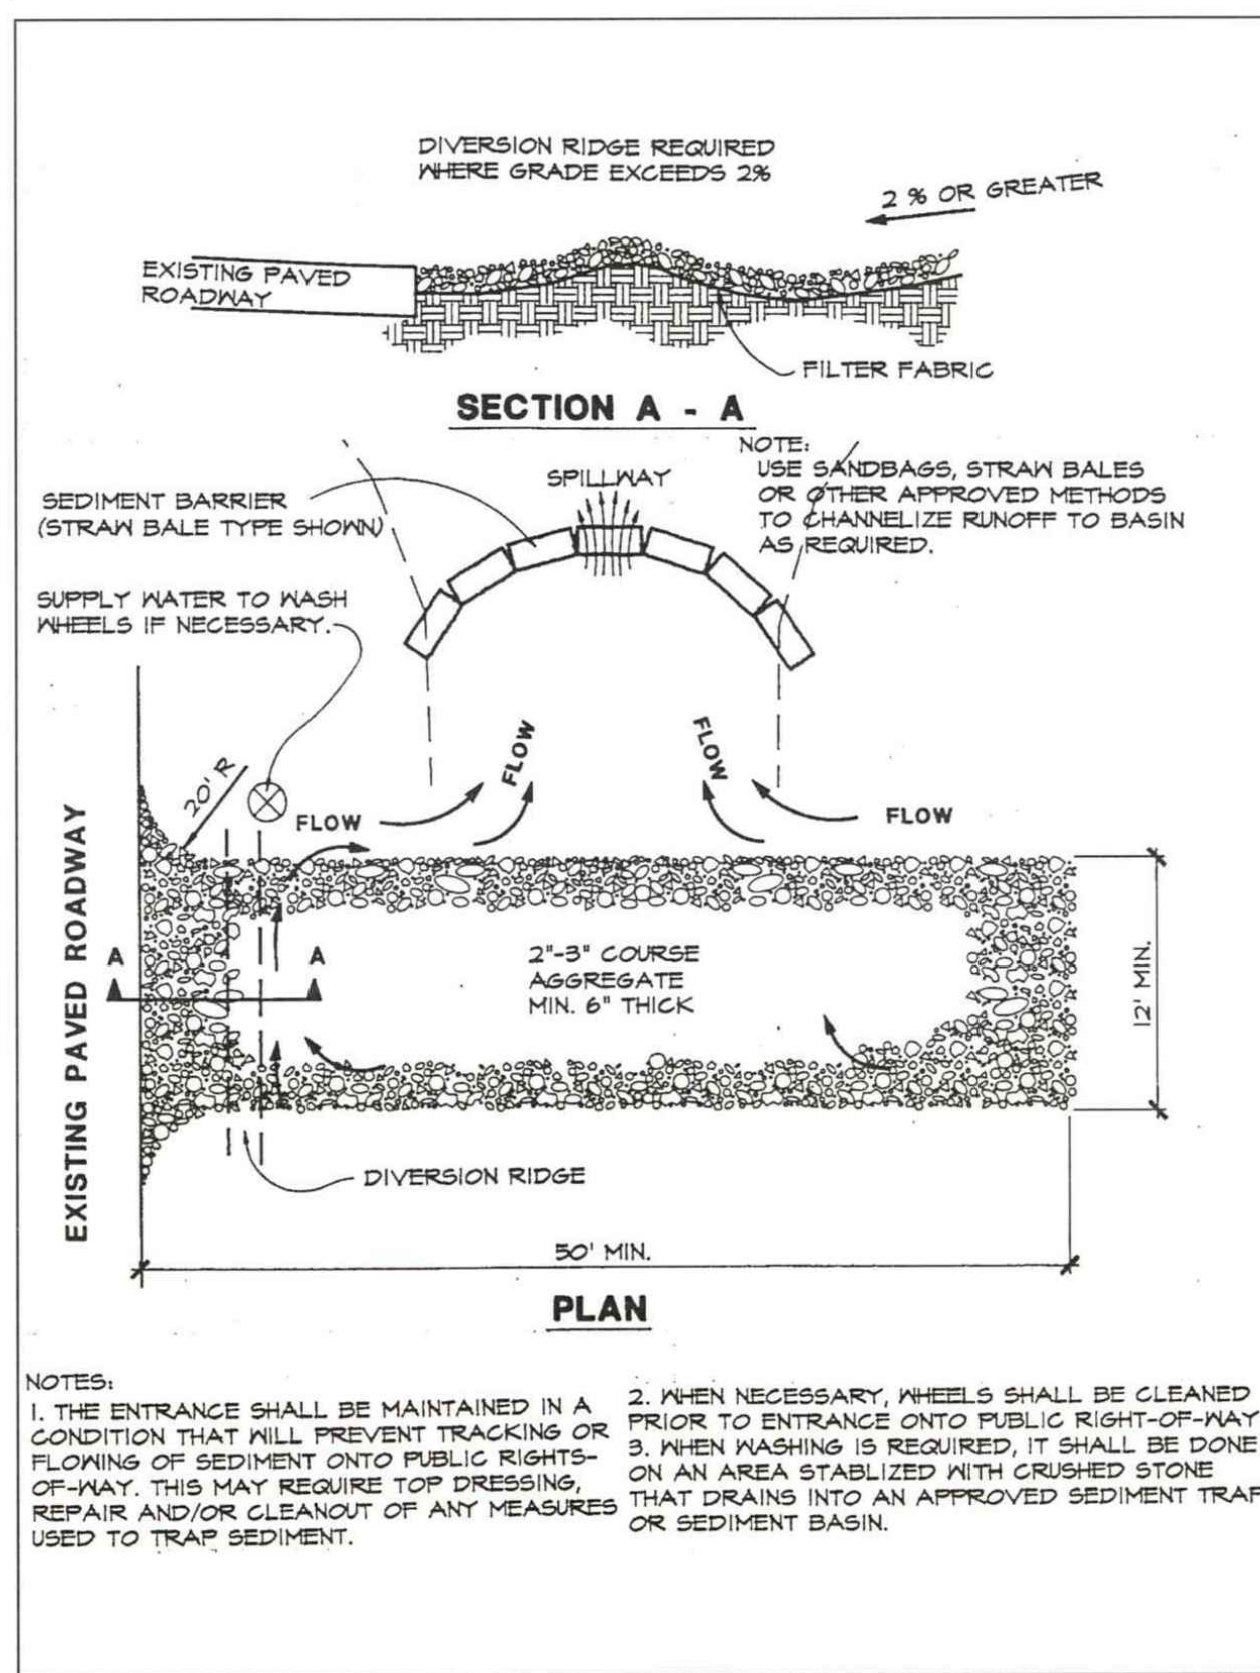 DIVERSION RIDGE REQUIRED
WHERE GRADE EXCEEDS 2%
2 % OR GREATER
EXISTING PAVED
ROADWAY
FILTER FABRIC
SECTION A - A
NOTE:
USE SANDBAGS, STRAW BALES
OR OTHER APPROVED METHODS
TO CHANNELIZE RUNOFF TO BASIN
AS REQUIRED.
SPILLWAY
SEDIMENT BARRIER
(STRAW BALE TYPE SHOWN)
SUPPLY WATER TO WASH
WHEELS IF NECESSARY.
FLOW
FLOW
20' R
FLOW
FLOW
EXISTING PAVED ROADWAY
A
A
2"-3" COURSE
AGGREGATE
MIN. 6" THICK
12' MIN.
DIVERSION RIDGE
50' MIN.
PLAN
NOTES:
1. THE ENTRANCE SHALL BE MAINTAINED IN A
CONDITION THAT WILL PREVENT TRACKING OR
FLOWING OF SEDIMENT ONTO PUBLIC RIGHTS-
OF-WAY. THIS MAY REQUIRE TOP DRESSING,
REPAIR AND/OR CLEANOUT OF ANY MEASURES
USED TO TRAP SEDIMENT.
2. WHEN NECESSARY, WHEELS SHALL BE CLEANED
PRIOR TO ENTRANCE ONTO PUBLIC RIGHT-OF-WAY
3. WHEN WASHING IS REQUIRED, IT SHALL BE DONE
ON AN AREA STABLIZED WITH CRUSHED STONE
THAT DRAINS INTO AN APPROVED SEDIMENT TRAP
OR SEDIMENT BASIN.